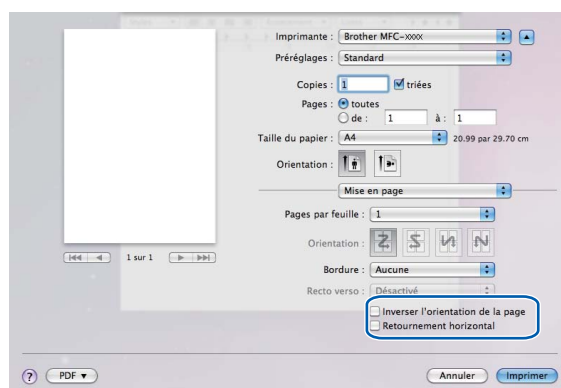 Imprimante : Brother MFC-xxxx
Préréglages : Standard
Copies : 1 triées
Pages : toutes
de : 1 à : 1
Taille du papier : A4 20.99 par 29.70 cm
Orientation :
Mise en page
Pages par feuille : 1
Orientation :
1 sur 1
Bordure : Aucune
Recto verso : Désactivé
Inverser l'orientation de la page
Retournement horizontal
? PDF ▼ Annuler Imprimer